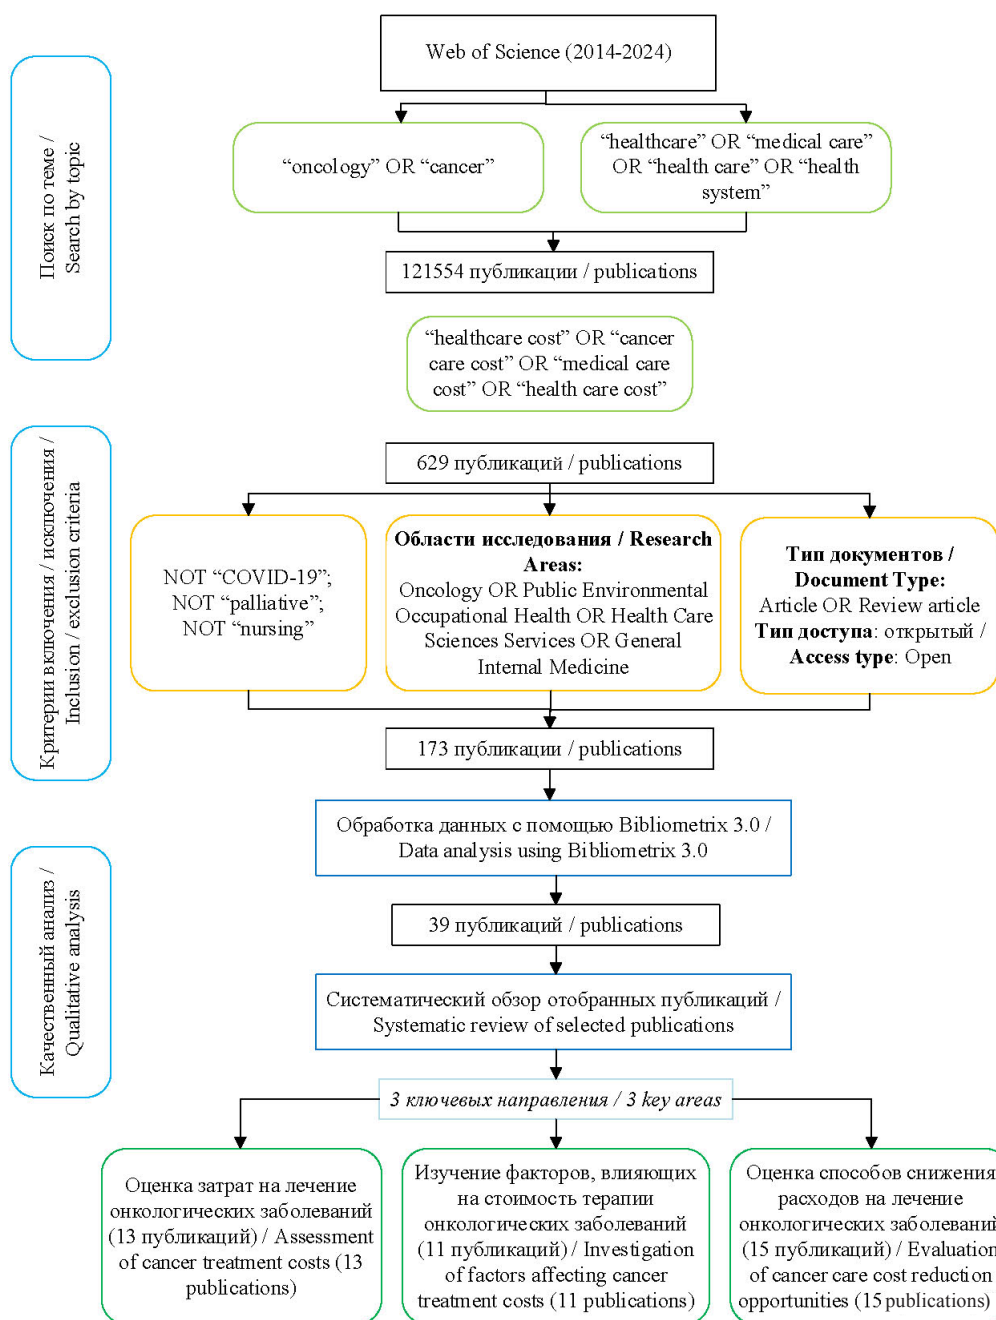 Web of Science (2014-2024)
Поиск по теме /
Search by topic
“oncology” OR “cancer”
“healthcare” OR “medical care”
OR “health care” OR “health
system”
121554 публикации / publications
“healthcare cost” OR “cancer
care cost” OR “medical care
cost” OR “health care cost”
Критерии включения / исключения /
Inclusion / exclusion criteria
629 публикаций / publications
NOT “COVID-19”;
NOT “palliative”;
NOT “nursing”
Области исследования / Research
Areas:
Oncology OR Public Environmental
Occupational Health OR Health Care
Sciences Services OR General
Internal Medicine
Тип документов /
Document Type:
Article OR Review article
Тип доступа: открытый /
Access type: Open
173 публикации / publications
Обработка данных с помощью Bibliometrix 3.0 /
Data analysis using Bibliometrix 3.0
Качественный анализ /
Qualitative analysis
39 публикаций / publications
Систематический обзор отобранных публикаций /
Systematic review of selected publications
3 ключевых направления / 3 key areas
Оценка затрат на лечение
онкологических заболеваний
(13 публикаций) / Assessment
of cancer treatment costs (13
publications)
Изучение факторов, влияющих
на стоимость терапии
онкологических заболеваний
(11 публикаций) / Investigation
of factors affecting cancer
treatment costs (11 publications)
Оценка способов снижения
расходов на лечение
онкологических заболеваний
(15 публикаций) / Evaluation
of cancer care cost reduction
opportunities (15 publications)